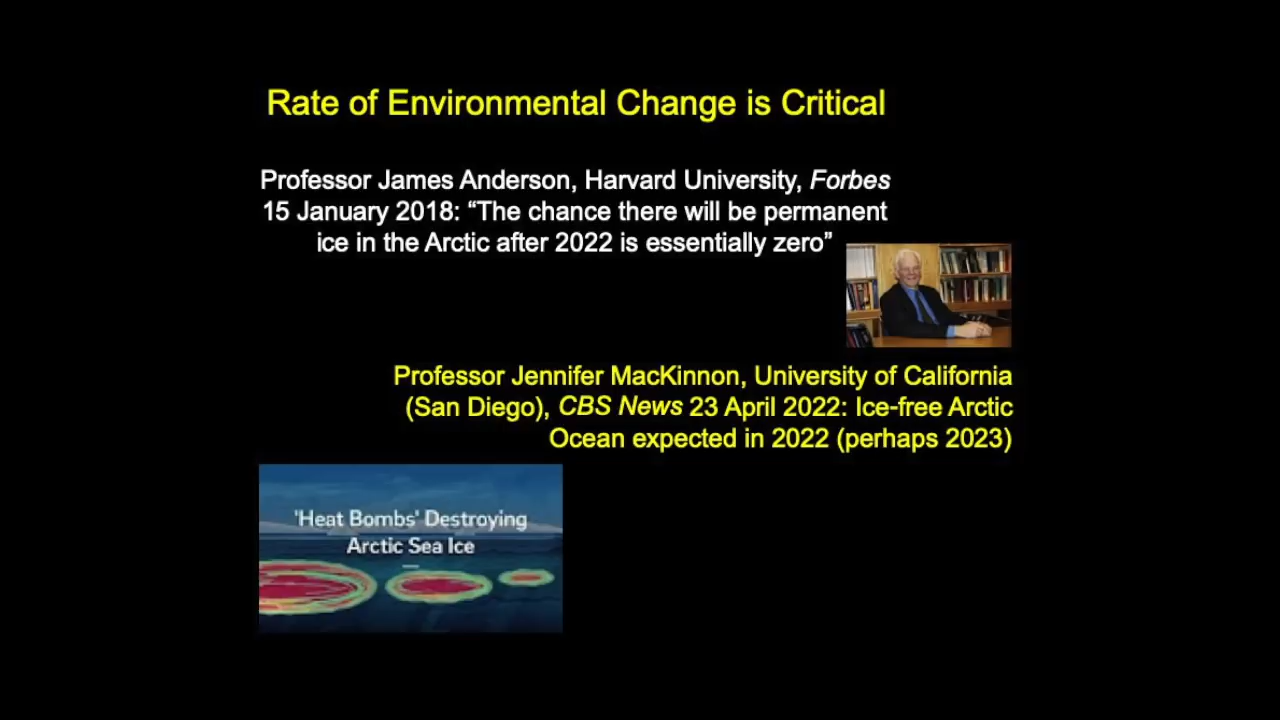 Rate of Environmental Change is Critical
Professor James Anderson, Harvard University, Forbes
15 January 2018: “The chance there will be permanent
ice in the Arctic after 2022 is essentially zero”
Professor Jennifer MacKinnon, University of California
(San Diego), CBS News 23 April 2022: Ice-free Arctic
Ocean expected in 2022 (perhaps 2023)
'Heat Bombs' Destroying
Arctic Sea Ice